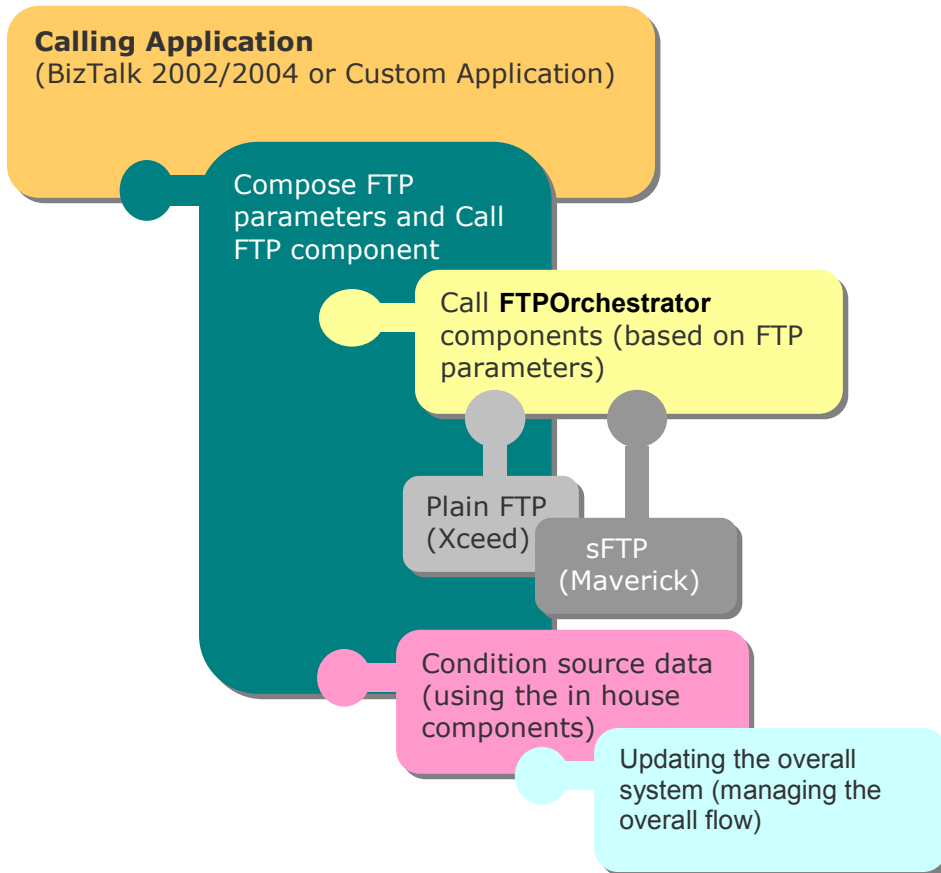 Calling Application
(BizTalk 2002/2004 or Custom Application)
Compose FTP
parameters and Call
FTP component
Call FTPOrchestrator
components (based on FTP
parameters)
Plain FTP
(Xceed)
sFTP
(Maverick)
Condition source data
(using the in house
components)
Updating the overall
system (managing the
overall flow)